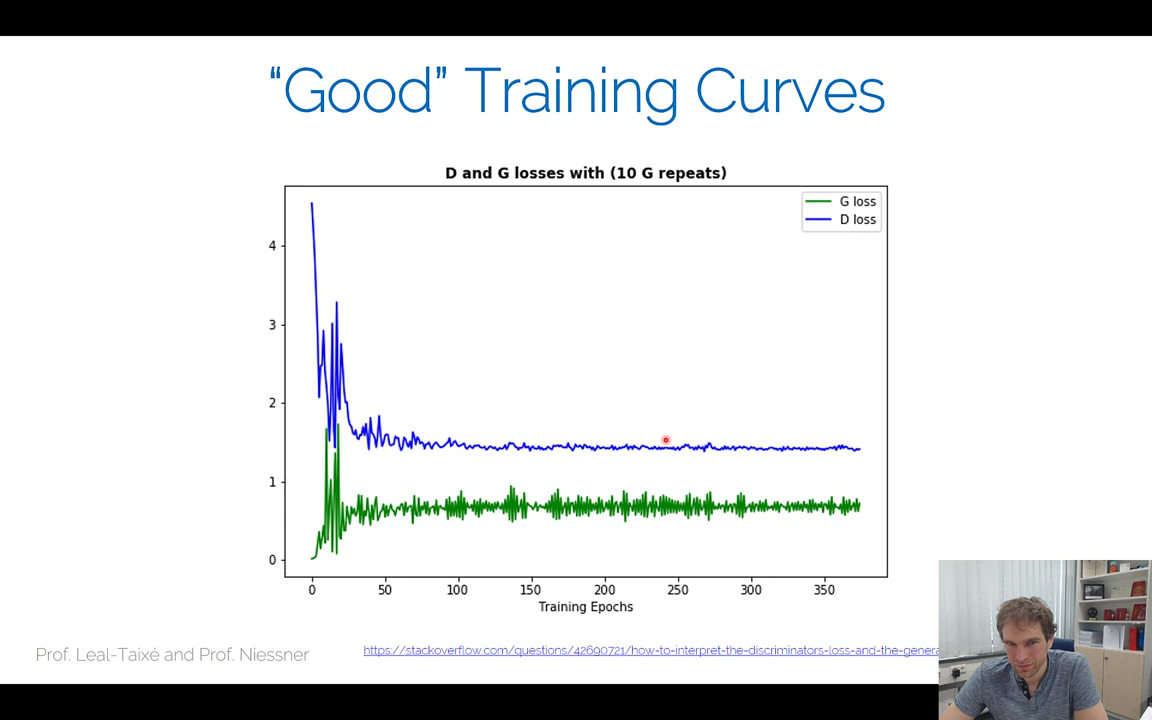 “Good” Training Curves
D and G losses with (10 G repeats)
G loss
D loss
4
3
2
1
0
0 50 100 150 200 250 300 350
Training Epochs
Prof. Leal-Taixé and Prof. Niessner
https://stackoverflow.com/questions/42690721/how-to-interpret-the-discriminators-loss-and-the-genera